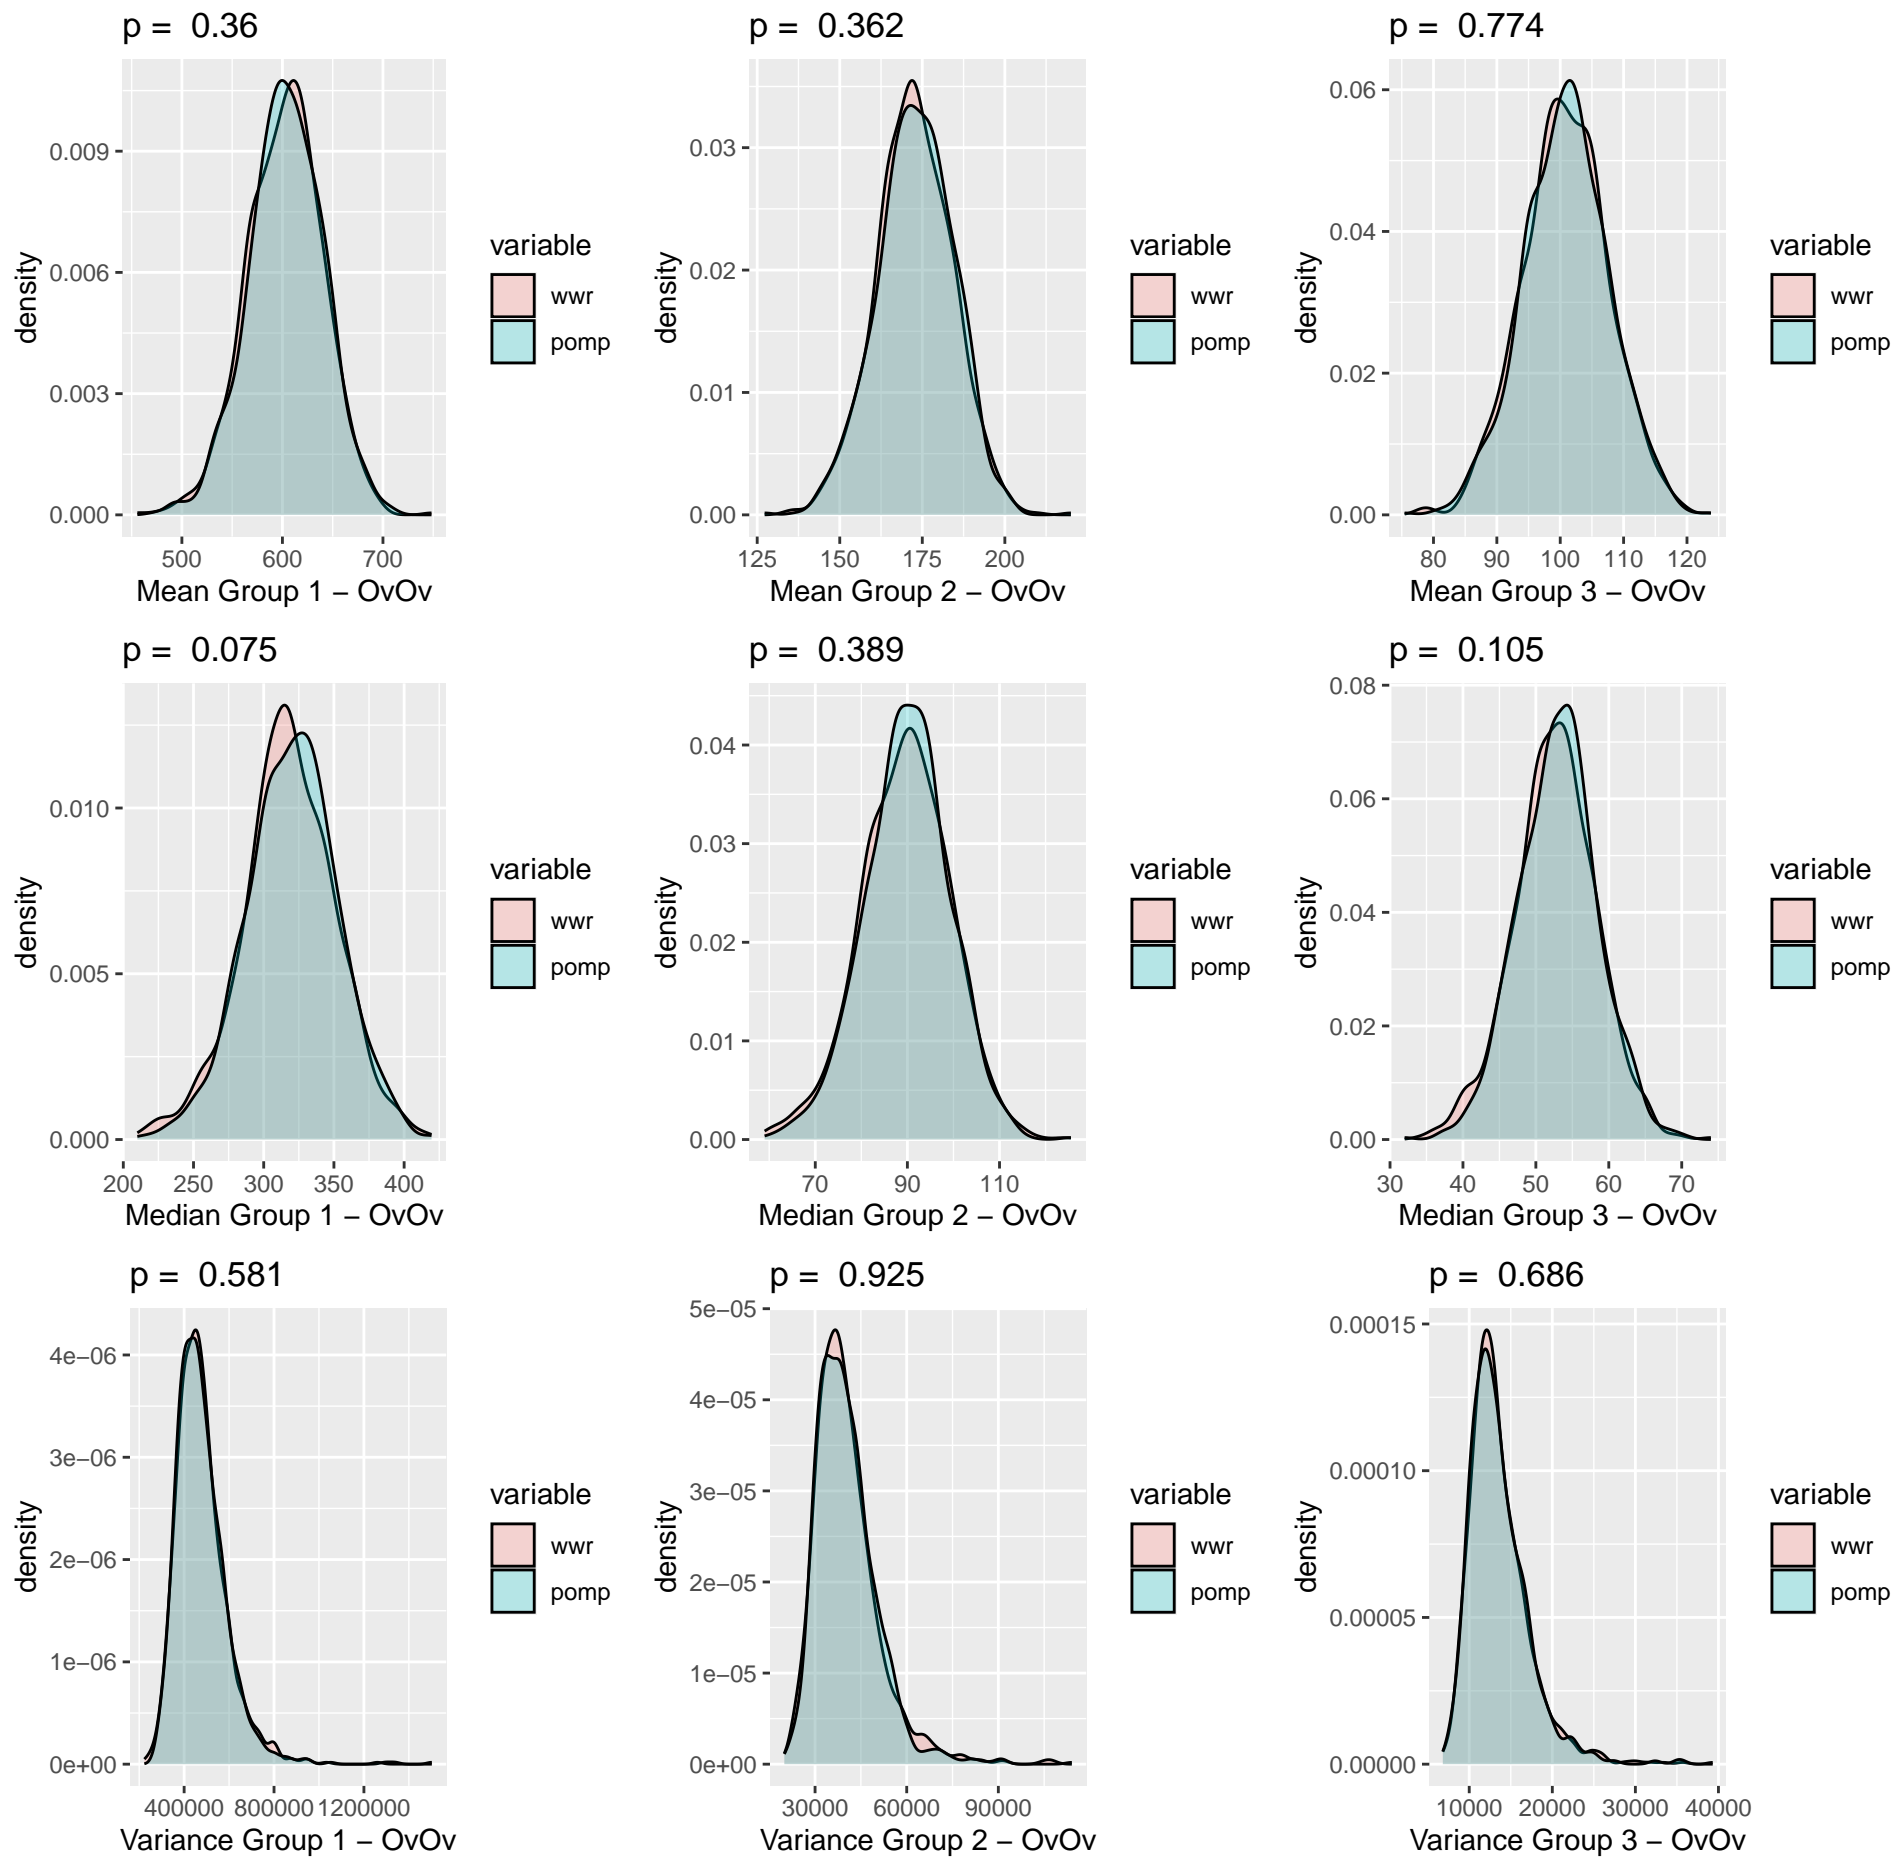 p =  0.36
density
0.009
0.006
0.003
0.000
500 600 700
Mean Group 1 – OvOv
variable
wwr
pomp
p =  0.362
density
0.03
0.02
0.01
0.00
125 150 175 200
Mean Group 2 – OvOv
variable
wwr
pomp
p =  0.774
density
0.06
0.04
0.02
0.00
80 90 100 110 120
Mean Group 3 – OvOv
variable
wwr
pomp
p =  0.075
density
0.010
0.005
0.000
200 250 300 350 400
Median Group 1 – OvOv
variable
wwr
pomp
p =  0.389
density
0.04
0.03
0.02
0.01
0.00
70 90 110
Median Group 2 – OvOv
variable
wwr
pomp
p =  0.105
density
0.08
0.06
0.04
0.02
0.00
30 40 50 60 70
Median Group 3 – OvOv
variable
wwr
pomp
p =  0.581
density
4e−06
3e−06
2e−06
1e−06
0e+00
400000 800000 1200000
Variance Group 1 – OvOv
variable
wwr
pomp
p =  0.925
density
5e−05
4e−05
3e−05
2e−05
1e−05
0e+00
30000 60000 90000
Variance Group 2 – OvOv
variable
wwr
pomp
p =  0.686
density
0.00015
0.00010
0.00005
0.00000
10000 20000 30000 40000
Variance Group 3 – OvOv
variable
wwr
pomp